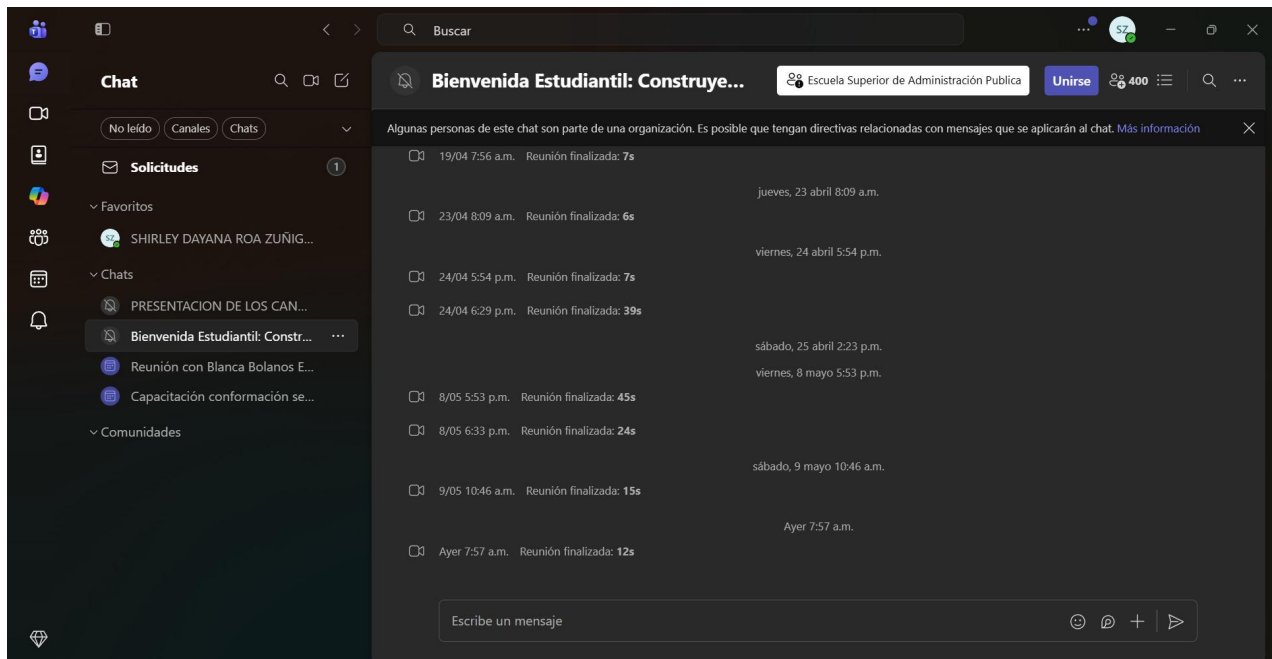 Buscar
SZ
Chat
No leído
Canales
Chats
Solicitudes
1
Favoritos
SZ
SHIRLEY DAYANA ROA ZUÑIG...
Chats
PRESENTACION DE LOS CAN...
Bienvenida Estudiantil: Constr...
Reunión con Blanca Bolanos E...
Capacitación conformación se...
Comunidades
Bienvenida Estudiantil: Construye...
Escuela Superior de Administración Publica
Unirse
400
Algunas personas de este chat son parte de una organización. Es posible que tengan directivas relacionadas con mensajes que se aplicarán al chat. Más información
19/04 7:56 a.m. Reunión finalizada: 7s
jueves, 23 abril 8:09 a.m.
23/04 8:09 a.m. Reunión finalizada: 6s
viernes, 24 abril 5:54 p.m.
24/04 5:54 p.m. Reunión finalizada: 7s
24/04 6:29 p.m. Reunión finalizada: 39s
sábado, 25 abril 2:23 p.m.
viernes, 8 mayo 5:53 p.m.
8/05 5:53 p.m. Reunión finalizada: 45s
8/05 6:33 p.m. Reunión finalizada: 24s
sábado, 9 mayo 10:46 a.m.
9/05 10:46 a.m. Reunión finalizada: 15s
Ayer 7:57 a.m.
Ayer 7:57 a.m. Reunión finalizada: 12s
Escribe un mensaje